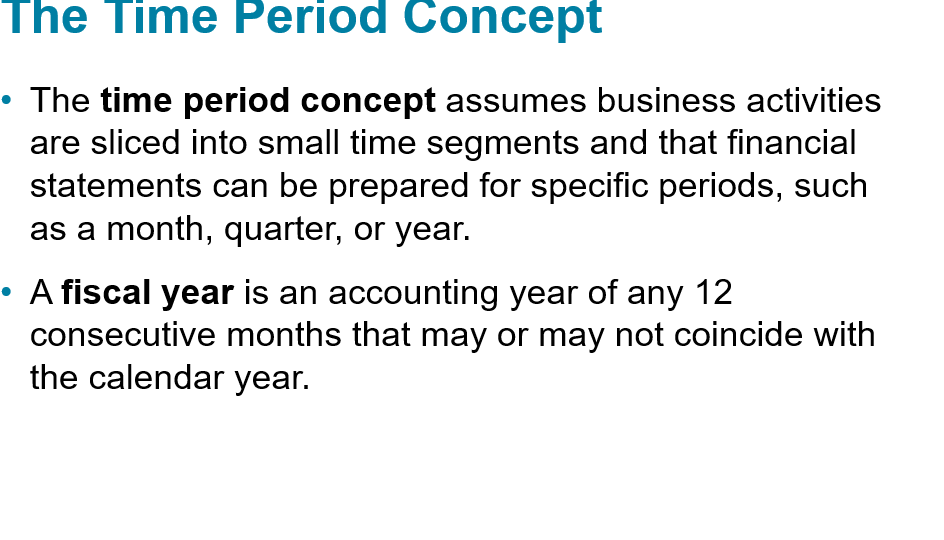 The Time Period Concept
• The time period concept assumes business activities
are sliced into small time segments and that financial
statements can be prepared for specific periods, such
as a month, quarter, or year.
• A fiscal year is an accounting year of any 12
consecutive months that may or may not coincide with
the calendar year.